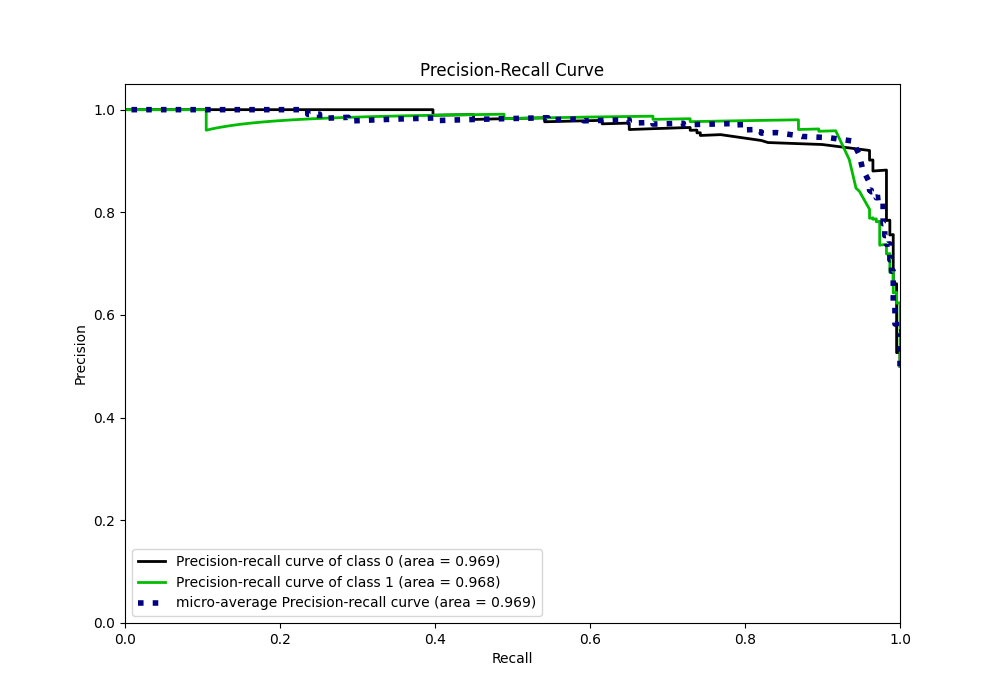 Precision-Recall Curve
1.0
0.8
0.6
0.4
0.2
0.0
Precision
Precision-recall curve of class 0 (area = 0.969)
Precision-recall curve of class 1 (area = 0.968)
micro-average Precision-recall curve (area = 0.969)
0.0 0.2 0.4 0.6 0.8 1.0
Recall